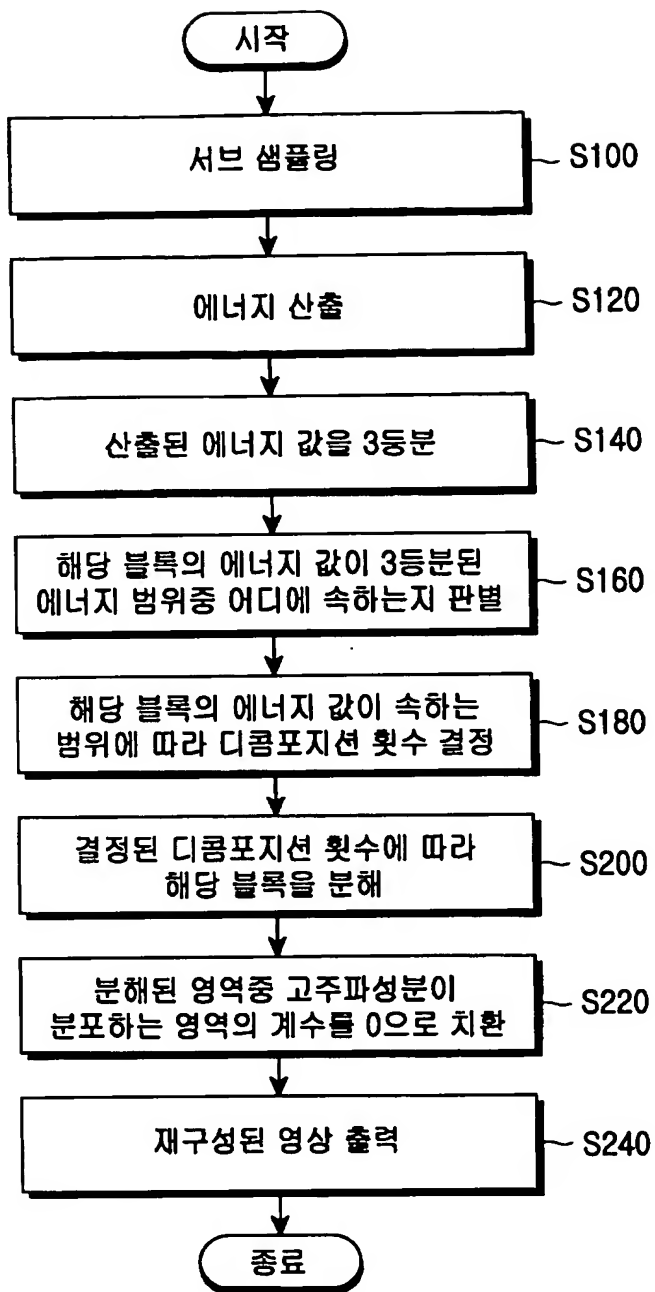 시작
서브 샘플링
S100
에너지 산출
S120
산출된 에너지 값을 3등분
S140
해당 블록의 에너지 값이 3등분된
에너지 범위중 어디에 속하는지 판별
S160
해당 블록의 에너지 값이 속하는
범위에 따라 디콤포지션 횟수 결정
S180
결정된 디콤포지션 횟수에 따라
해당 블록을 분해
S200
분해된 영역중 고주파성분이
분포하는 영역의 계수를 0으로 치환
S220
재구성된 영상 출력
S240
종료